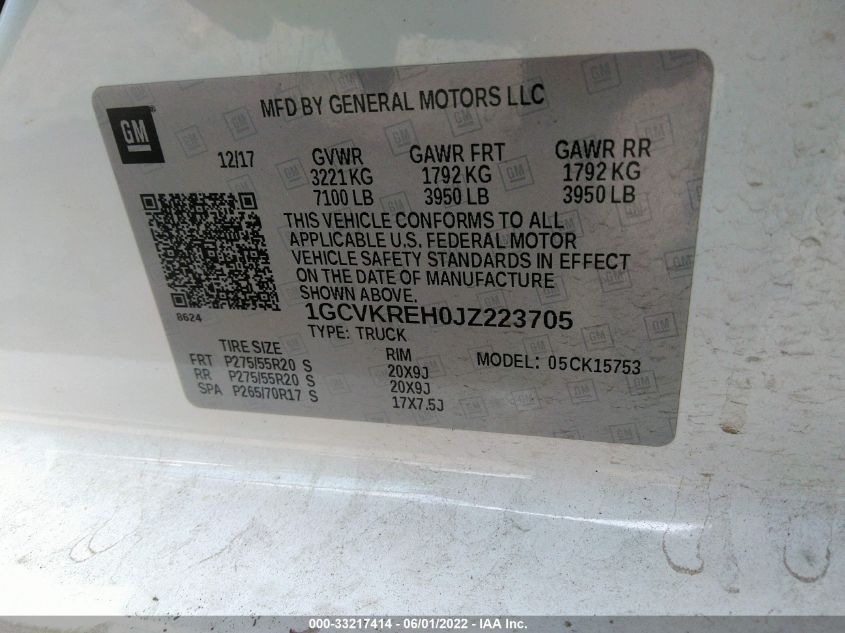 GM
MFD BY GENERAL MOTORS LLC
12/17 GVWR GAWR FRT GAWR RR
3221 KG 1792 KG 1792 KG
7100 LB 3950 LB 3950 LB
THIS VEHICLE CONFORMS TO ALL
APPLICABLE U.S. FEDERAL MOTOR
VEHICLE SAFETY STANDARDS IN EFFECT
ON THE DATE OF MANUFACTURE
SHOWN ABOVE.
8624
1GCVKREH0JZ223705
TYPE: TRUCK
TIRE SIZE RIM MODEL: 05CK15753
FRT P275/55R20 S 20X9J
RR P275/55R20 S 20X9J
SPA P265/70R17 S 17X7.5J
000-33217414 - 06/01/2022 - IAA Inc.